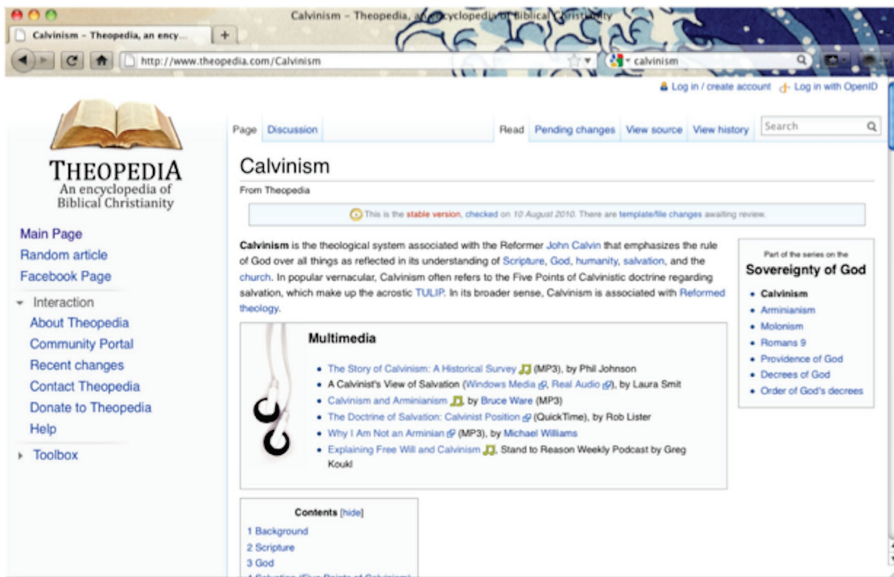 Calvinism – Theopedia, an encyclopedia of Biblical Christianity
Calvinism – Theopedia, an ency...
http://www.theopedia.com/Calvinism
calvinism
Log in / create account Log in with OpenID
THEOPEDIA
An encyclopedia of
Biblical Christianity
Main Page
Random article
Facebook Page
Interaction
About Theopedia
Community Portal
Recent changes
Contact Theopedia
Donate to Theopedia
Help
Toolbox
Page Discussion Read Pending changes View source View history Search
Calvinism
From Theopedia
This is the stable version, checked on 10 August 2010. There are template/file changes awaiting review.
Calvinism is the theological system associated with the Reformer John Calvin that emphasizes the rule
of God over all things as reflected in its understanding of Scripture, God, humanity, salvation, and the
church. In popular vernacular, Calvinism often refers to the Five Points of Calvinistic doctrine regarding
salvation, which make up the acrostic TULIP. In its broader sense, Calvinism is associated with Reformed
theology.
Part of the series on the
Sovereignty of God
• Calvinism
• Arminianism
• Molonism
• Romans 9
• Providence of God
• Decrees of God
• Order of God's decrees
Multimedia
• The Story of Calvinism: A Historical Survey (MP3), by Phil Johnson
• A Calvinist's View of Salvation (Windows Media, Real Audio), by Laura Smit
• Calvinism and Arminianism, by Bruce Ware (MP3)
• The Doctrine of Salvation: Calvinist Position (QuickTime), by Rob Lister
• Why I Am Not an Arminian (MP3), by Michael Williams
• Explaining Free Will and Calvinism, Stand to Reason Weekly Podcast by Greg
Koukl
Contents [hide]
1 Background
2 Scripture
3 God
4 Salvation (Five Points of Calvinism)